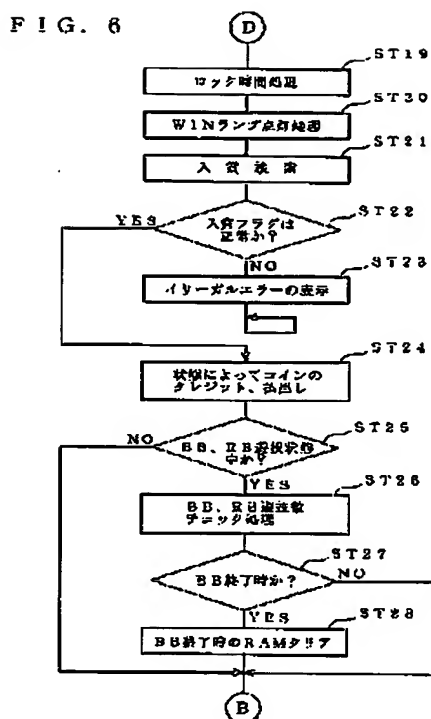 FIG. 6
D
ST19
ロック時間処理
ST30
WINランプ点灯処理
ST21
入賞検索
ST22
入賞フラグは
正常か?
YES
NO
ST23
イリーガルエラーの表示
ST24
状態によってコインの
クレジット、払出し
ST25
BB、RB遊技状態
中か?
NO
YES
ST26
BB、RB遊技数
チェック処理
ST27
BB終了時か?
NO
YES
ST28
BB終了時のRAMクリア
B